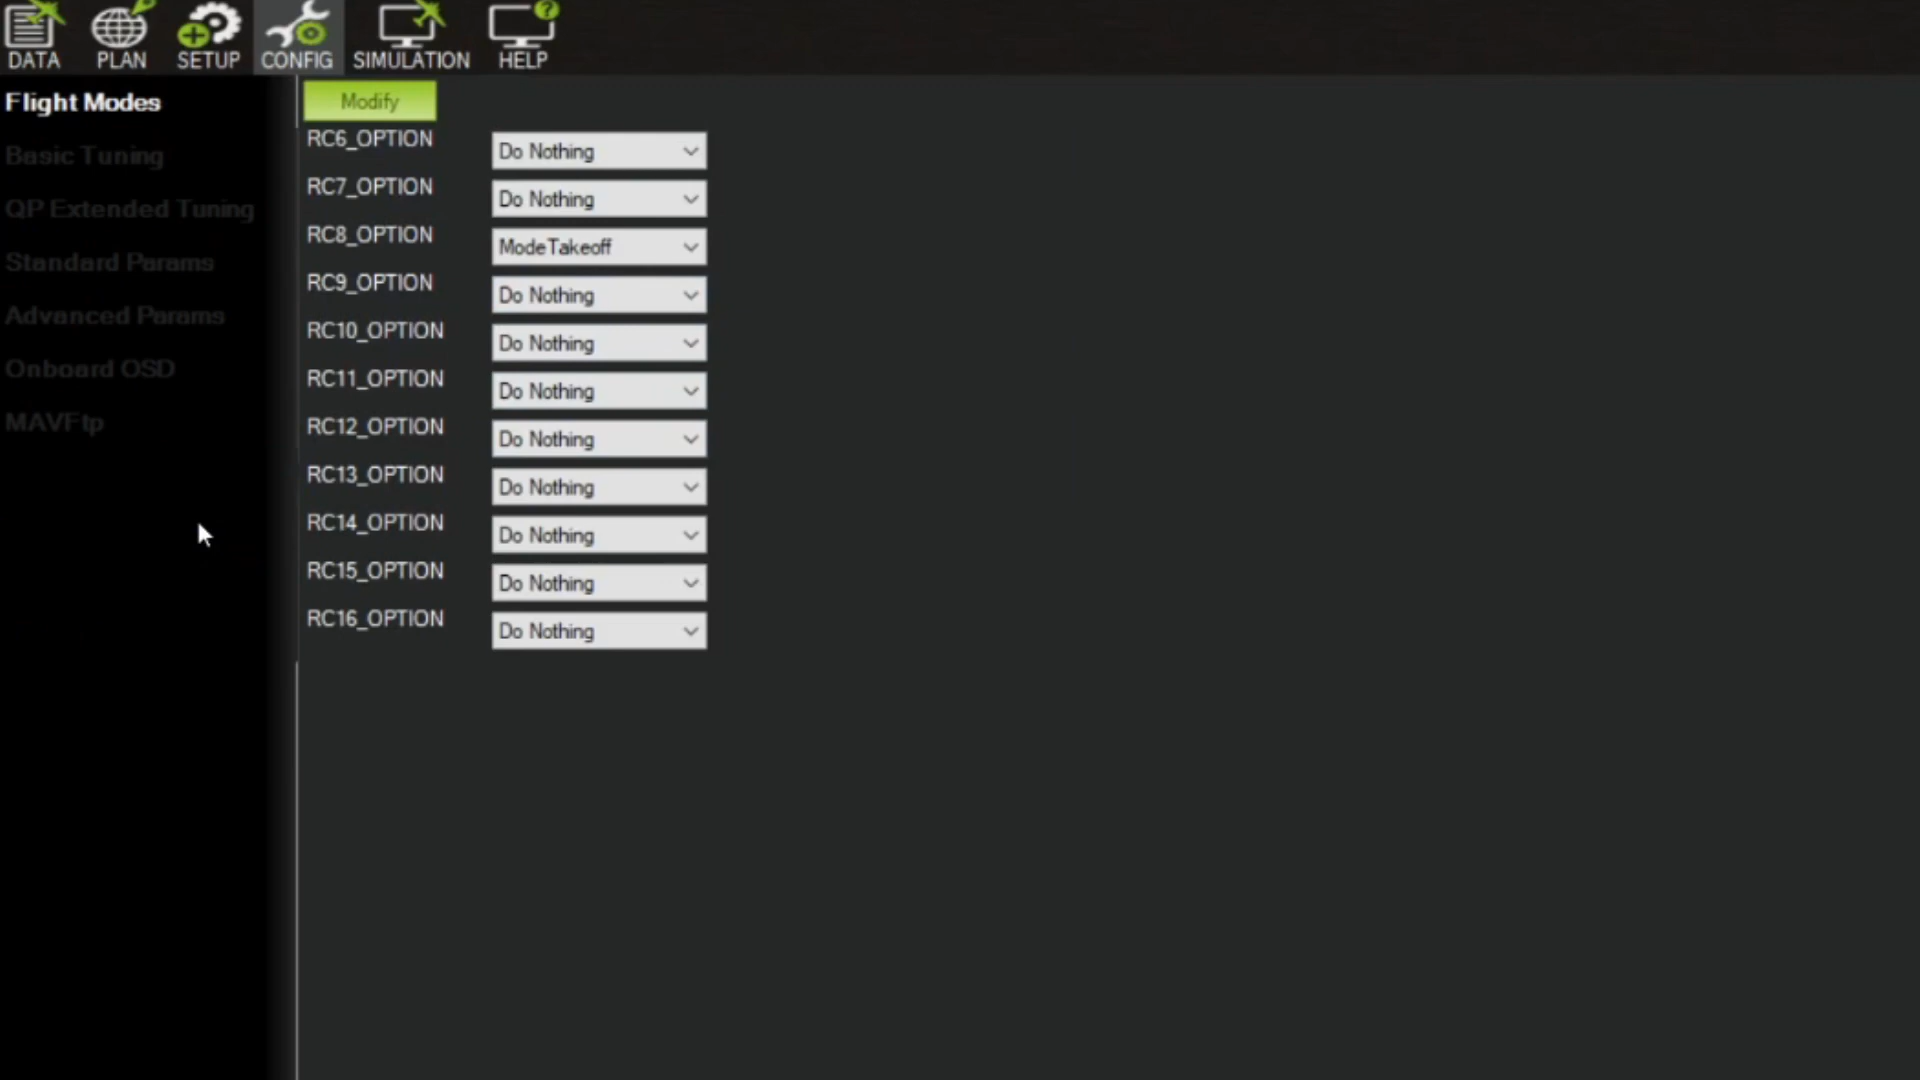 DATA PLAN SETUP CONFIG SIMULATION HELP
Flight Modes
Basic Tuning
QP Extended Tuning
Standard Params
Advanced Params
Onboard OSD
MAVFtp
Modify
RC6_OPTION Do Nothing
RC7_OPTION Do Nothing
RC8_OPTION ModeTakeoff
RC9_OPTION Do Nothing
RC10_OPTION Do Nothing
RC11_OPTION Do Nothing
RC12_OPTION Do Nothing
RC13_OPTION Do Nothing
RC14_OPTION Do Nothing
RC15_OPTION Do Nothing
RC16_OPTION Do Nothing